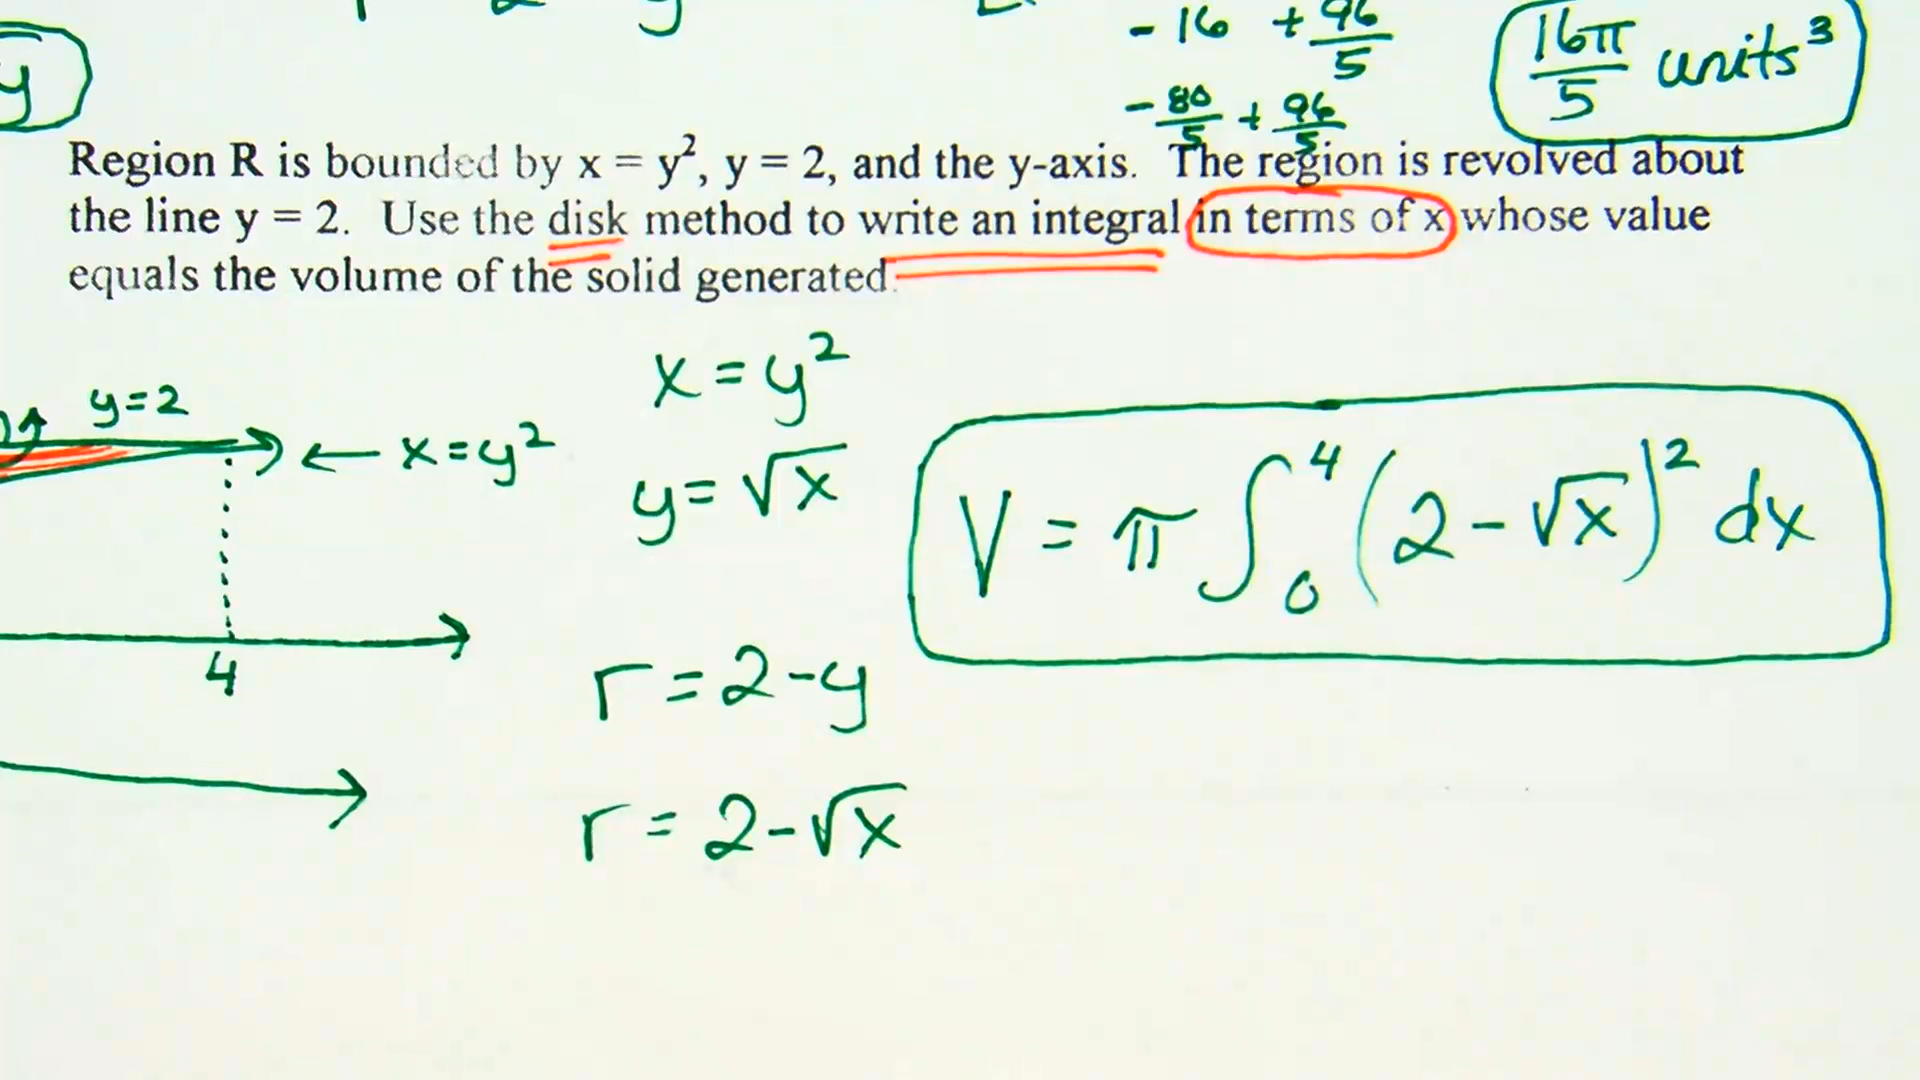 - 16 + 96/5
- 80/5 + 96/5
16π/5 units³
y
Region R is bounded by x = y², y = 2, and the y-axis. The region is revolved about
the line y = 2. Use the disk method to write an integral in terms of x whose value
equals the volume of the solid generated.
y=2
← x=y²
4
x = y²
y = √x
r = 2-y
r = 2-√x
V = π ∫₀⁴ (2 - √x)² dx